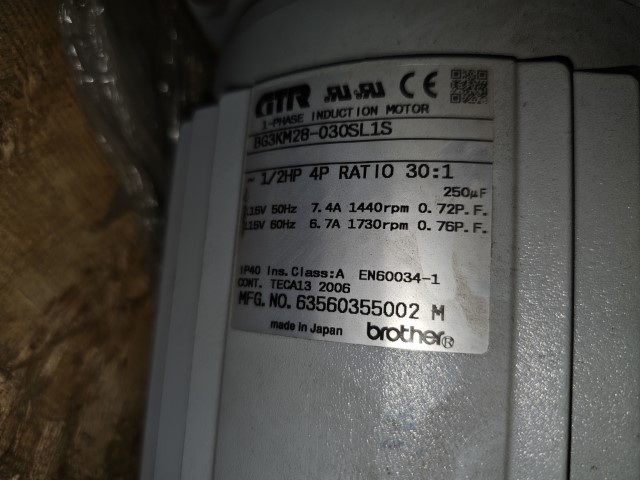 GTR CE
1-PHASE INDUCTION MOTOR
BG3KM28-030SL1S
~ 1/2HP 4P RATIO 30:1
250μF
115V 50Hz 7.4A 1440rpm 0.72P.F.
115V 60Hz 6.7A 1730rpm 0.76P.F.
IP40 Ins.Class:A EN60034-1
CONT. TECA13 2006
MFG.NO.63560355002 M
made in Japan brother®